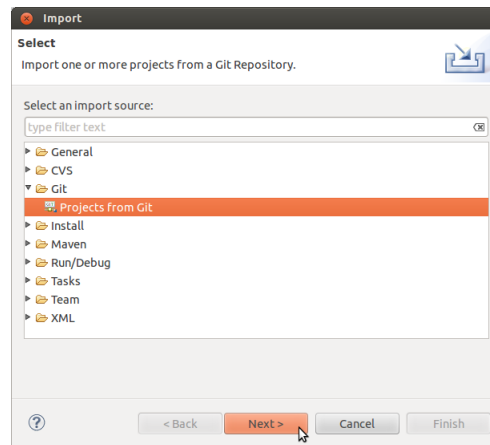 Import
Select
Import one or more projects from a Git Repository.
Select an import source:
type filter text
General
CVS
Git
Projects from Git
Install
Maven
Run/Debug
Tasks
Team
XML
?
< Back Next > Cancel Finish